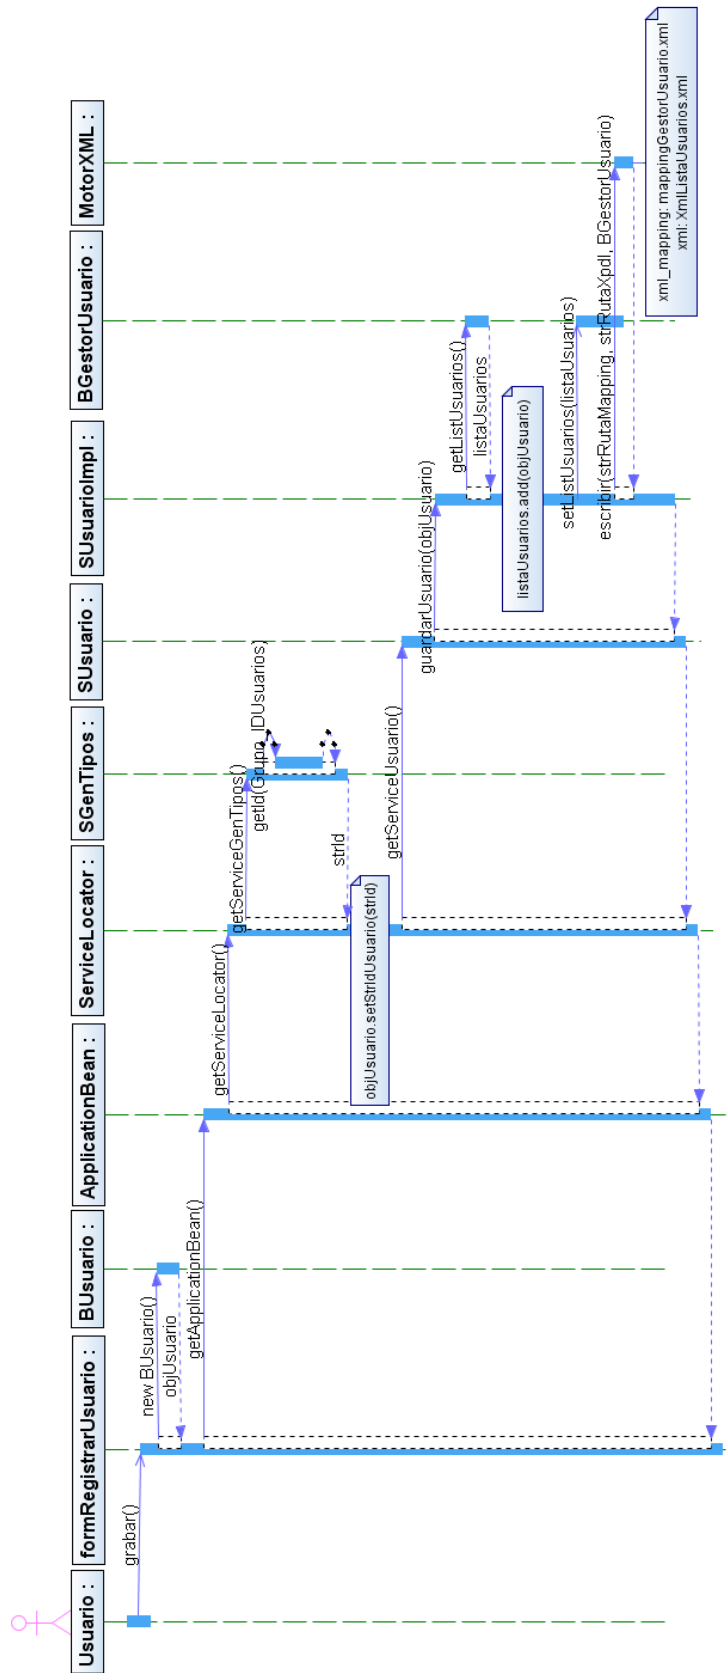 Usuario :
formRegistrarUsuario :
BUsuario :
ApplicationBean :
ServiceLocator :
SGenTipos :
SUsuario :
SUsuarioImpl :
BGestorUsuario :
MotorXML :
grabar()
new BUsuario()
objUsuario
getApplicationBean()
getServiceLocator()
getServiceGenTipos()
getId(Grupo_IDUsuarios)
strId
objUsuario.setStrIdUsuario(strId)
getServiceUsuario()
guardarUsuario(objUsuario)
getListUsuarios()
listaUsuarios
listaUsuarios.add(objUsuario)
setListUsuarios(listaUsuarios)
escribir(strRutaMapping, strRutaXpdl, BGestorUsuario)
xml_mapping: mappingGestorUsuario.xml
xml: XmlListaUsuarios.xml